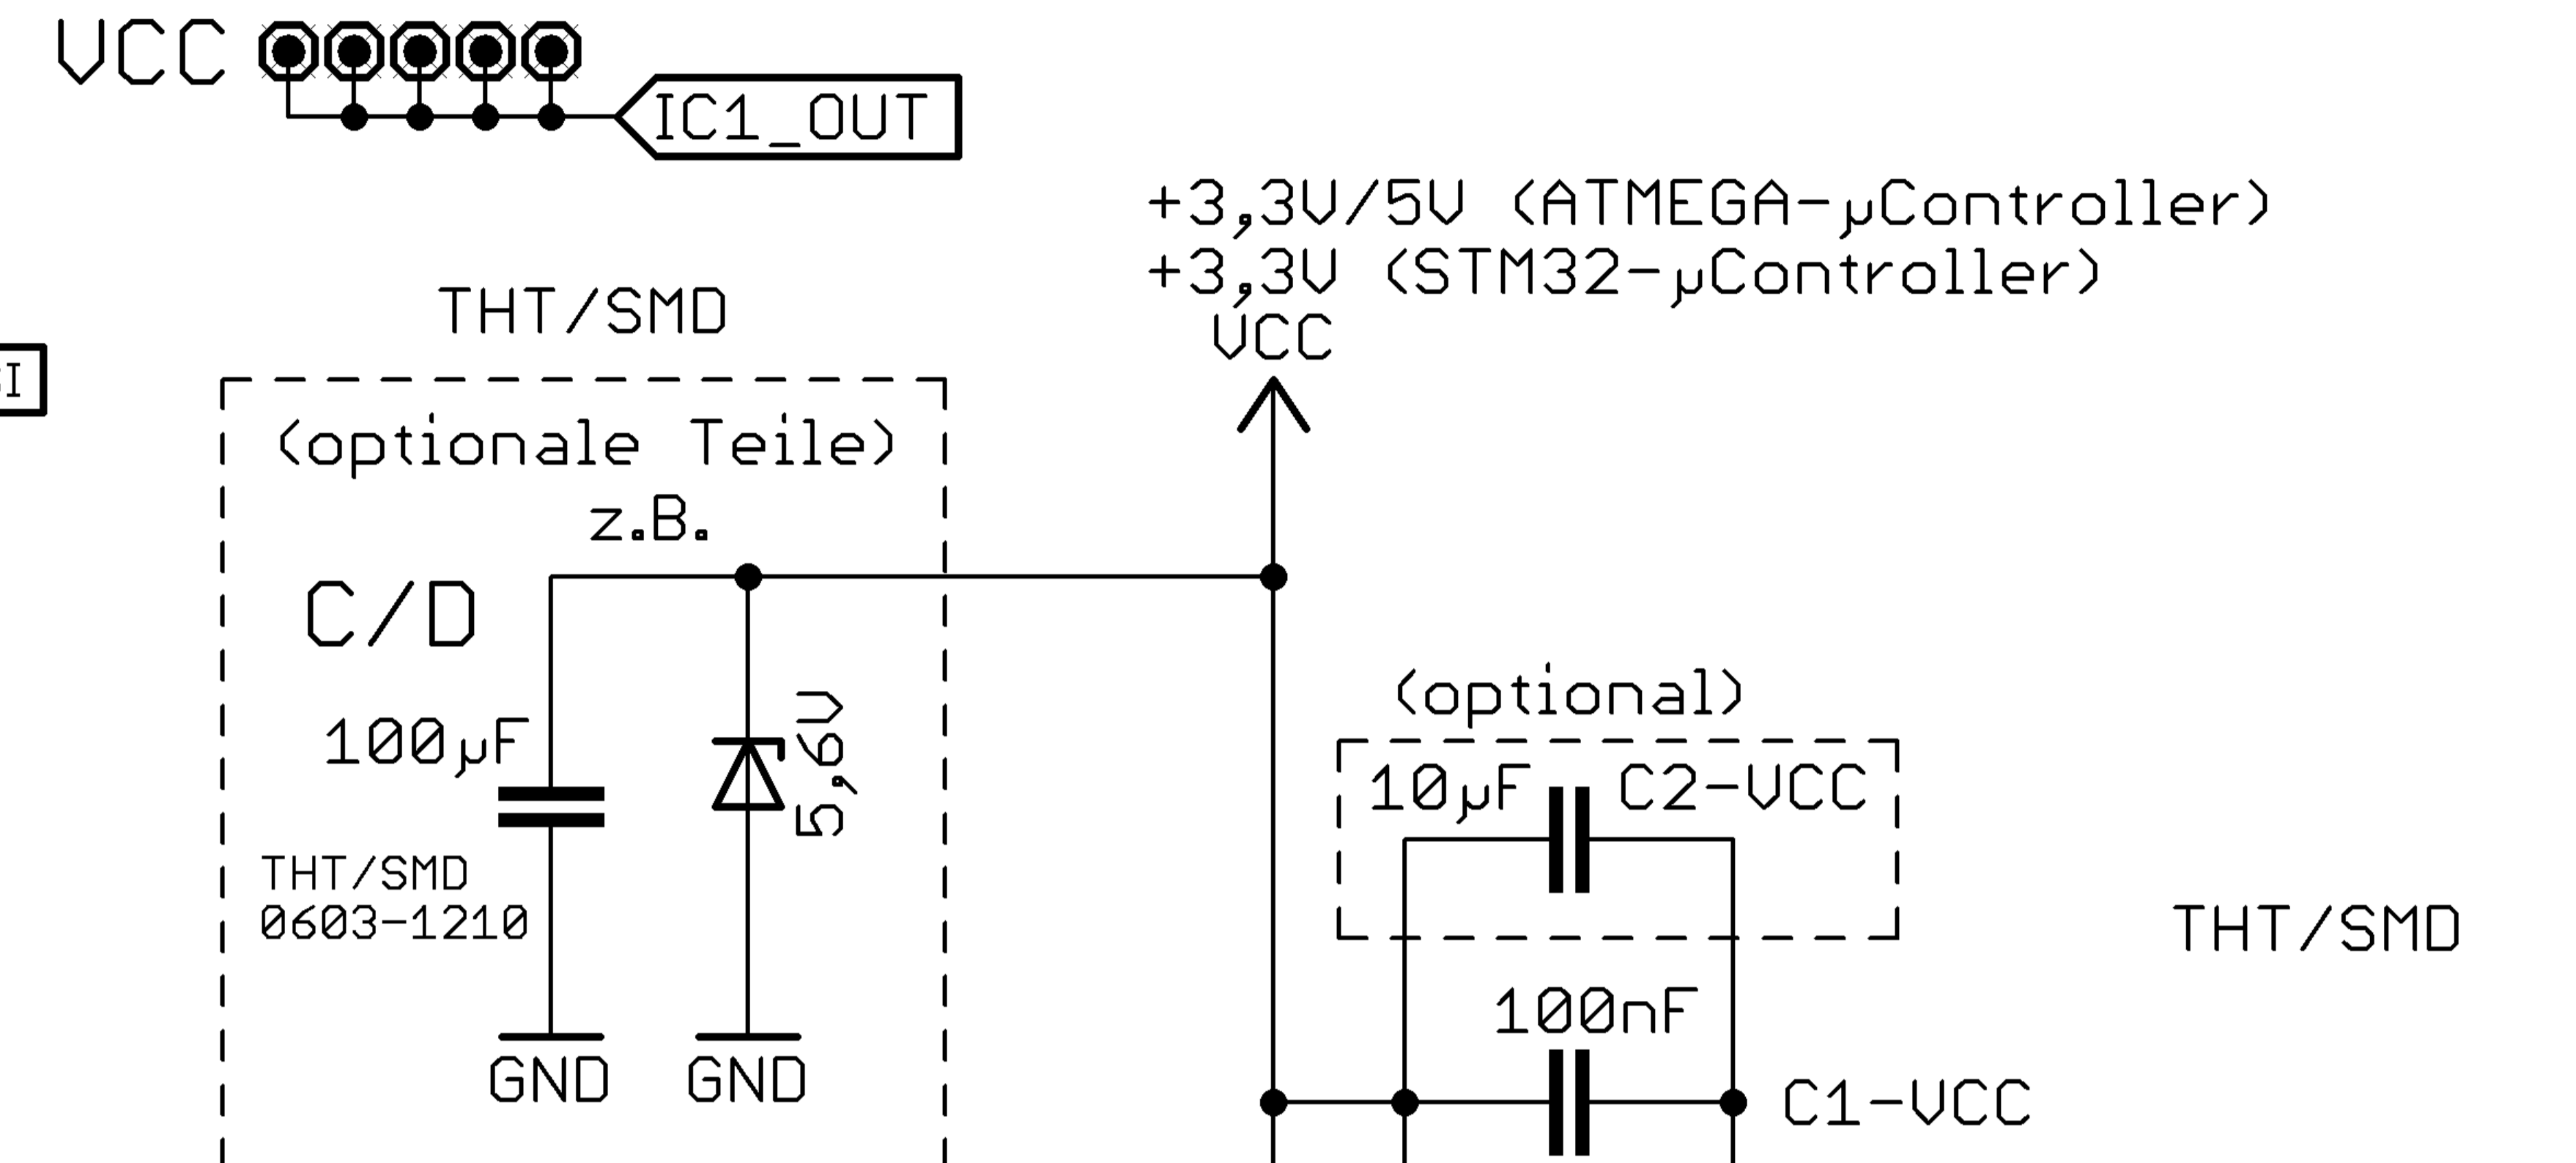 VCC
IC1_OUT
+3,3V/5V (ATMEGA-µController)
+3,3V (STM32-µController)
VCC
THT/SMD
(optionale Teile)
z.B.
C/D
100µF
5,6V
THT/SMD
0603-1210
GND
GND
(optional)
10µF
C2-VCC
THT/SMD
100nF
C1-VCC